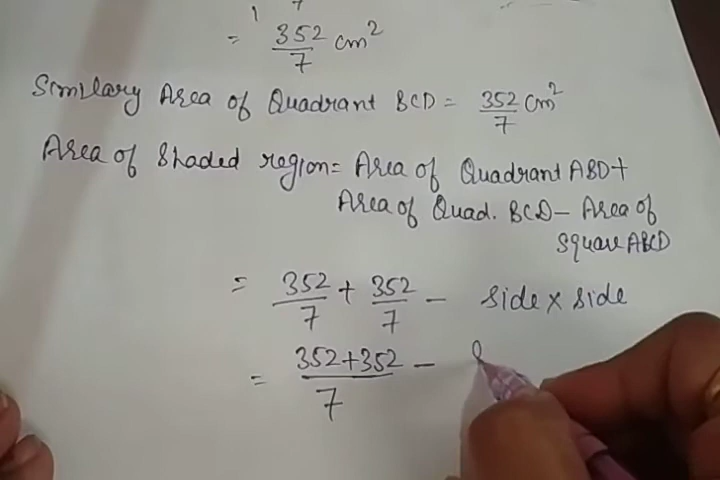 = 352/7 cm²
Similary Area of Quadrant BCD = 352/7 cm²
Area of Shaded region = Area of Quadrant ABD +
Area of Quad. BCD - Area of
Square ABCD
= 352/7 + 352/7 - Side × Side
= 352+352/7 -